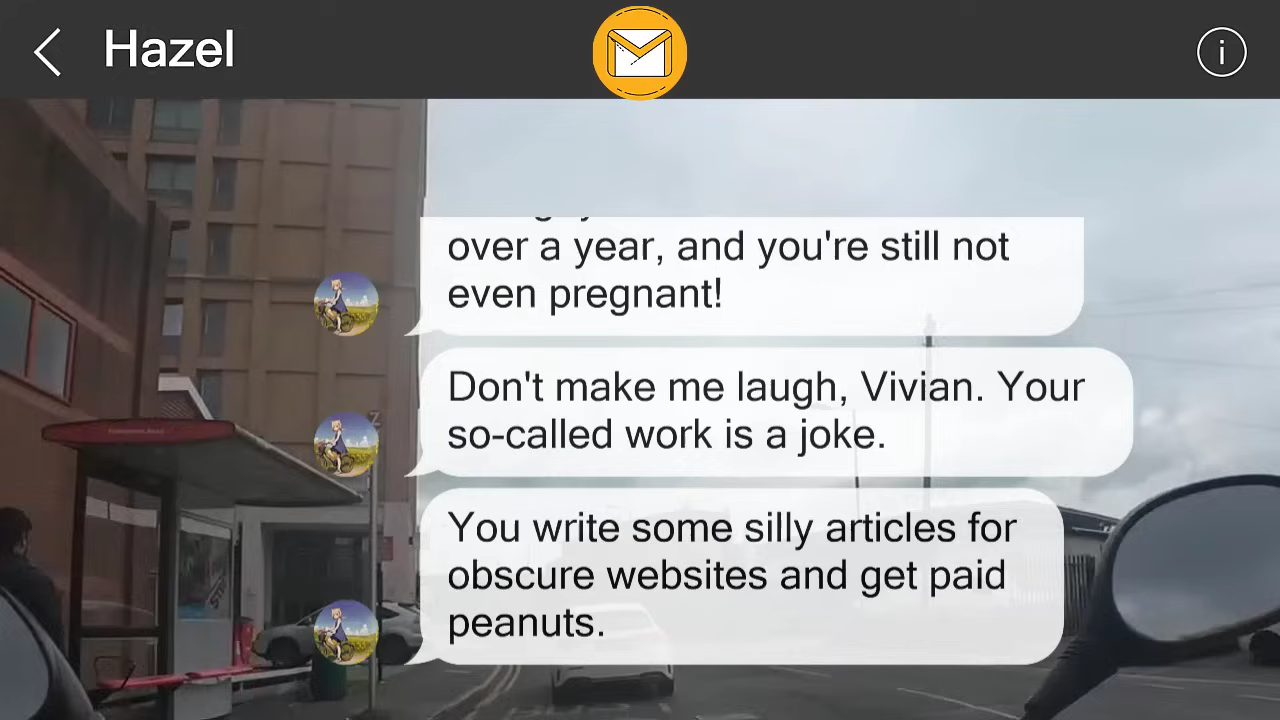 Hazel
over a year, and you're still not
even pregnant!
Don't make me laugh, Vivian. Your
so-called work is a joke.
You write some silly articles for
obscure websites and get paid
peanuts.